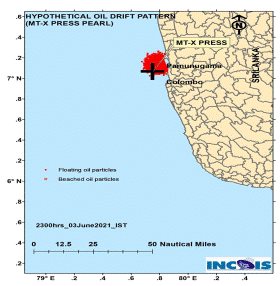 HYPOTHETICAL OIL DRIFT PATTERN
(MT-X PRESS PEARL)
N
MT-X PRESS
Pamunugama
Colombo
SRILANKA
Floating oil particles
Beached oil particles
2300hrs_03June2021_IST
0 12.5 25 50 Nautical Miles
INCOIS
.6
.4
.2
7° N
.8
.6
.4
.2
6° N
.8
.6
.4
.2
79° E .2 .4 .6 .8 80° E .2 .4